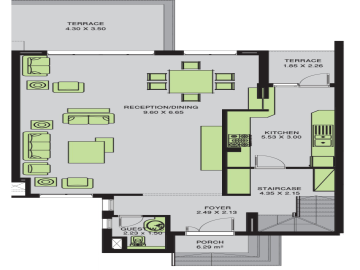 TERRACE
4.30 X 3.50
TERRACE
1.65 X 2.26
RECEPTION/DINING
9.60 X 6.65
KITCHEN
5.53 X 3.00
STAIRCASE
4.35 X 2.15
FOYER
2.49 X 2.13
2.23 X 1.50
PORCH
6.29 m²